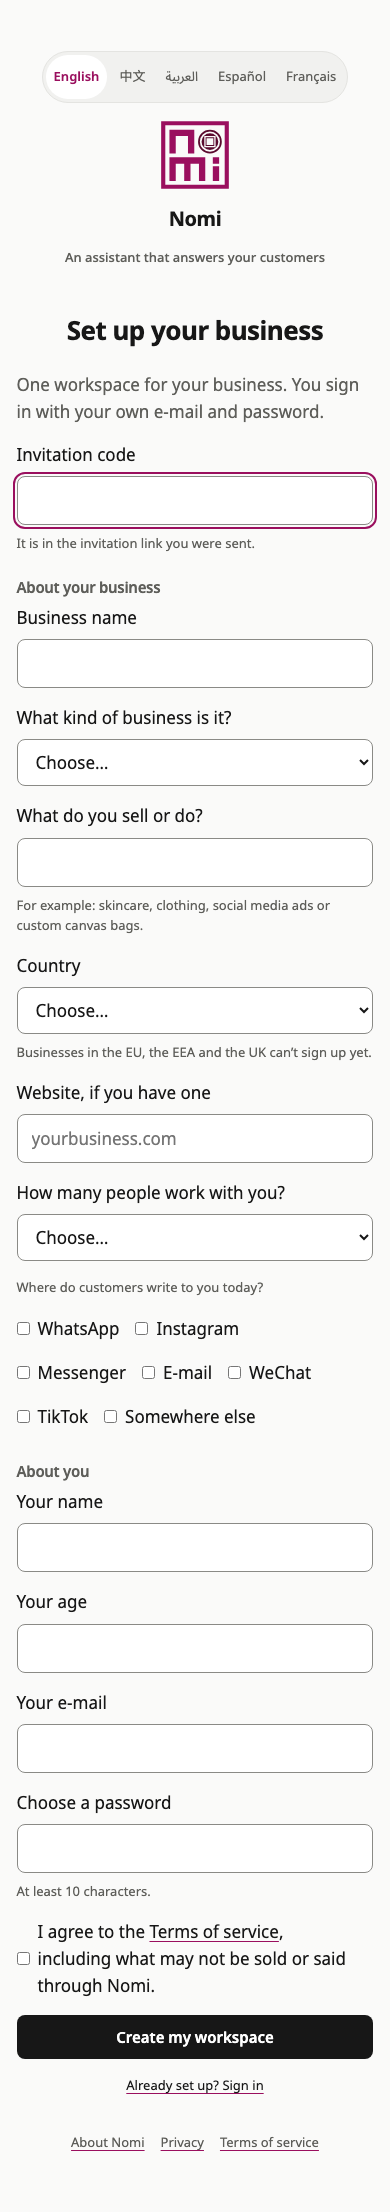 English 中文 العربية Español Français
nomi
Nomi
An assistant that answers your customers
Set up your business
One workspace for your business. You sign
in with your own e-mail and password.
Invitation code
It is in the invitation link you were sent.
About your business
Business name
What kind of business is it?
Choose...
What do you sell or do?
For example: skincare, clothing, social media ads or
custom canvas bags.
Country
Choose...
Businesses in the EU, the EEA and the UK can’t sign up yet.
Website, if you have one
yourbusiness.com
How many people work with you?
Choose...
Where do customers write to you today?
WhatsApp Instagram
Messenger E-mail WeChat
TikTok Somewhere else
About you
Your name
Your age
Your e-mail
Choose a password
At least 10 characters.
I agree to the Terms of service,
including what may not be sold or said
through Nomi.
Create my workspace
Already set up? Sign in
About Nomi Privacy Terms of service